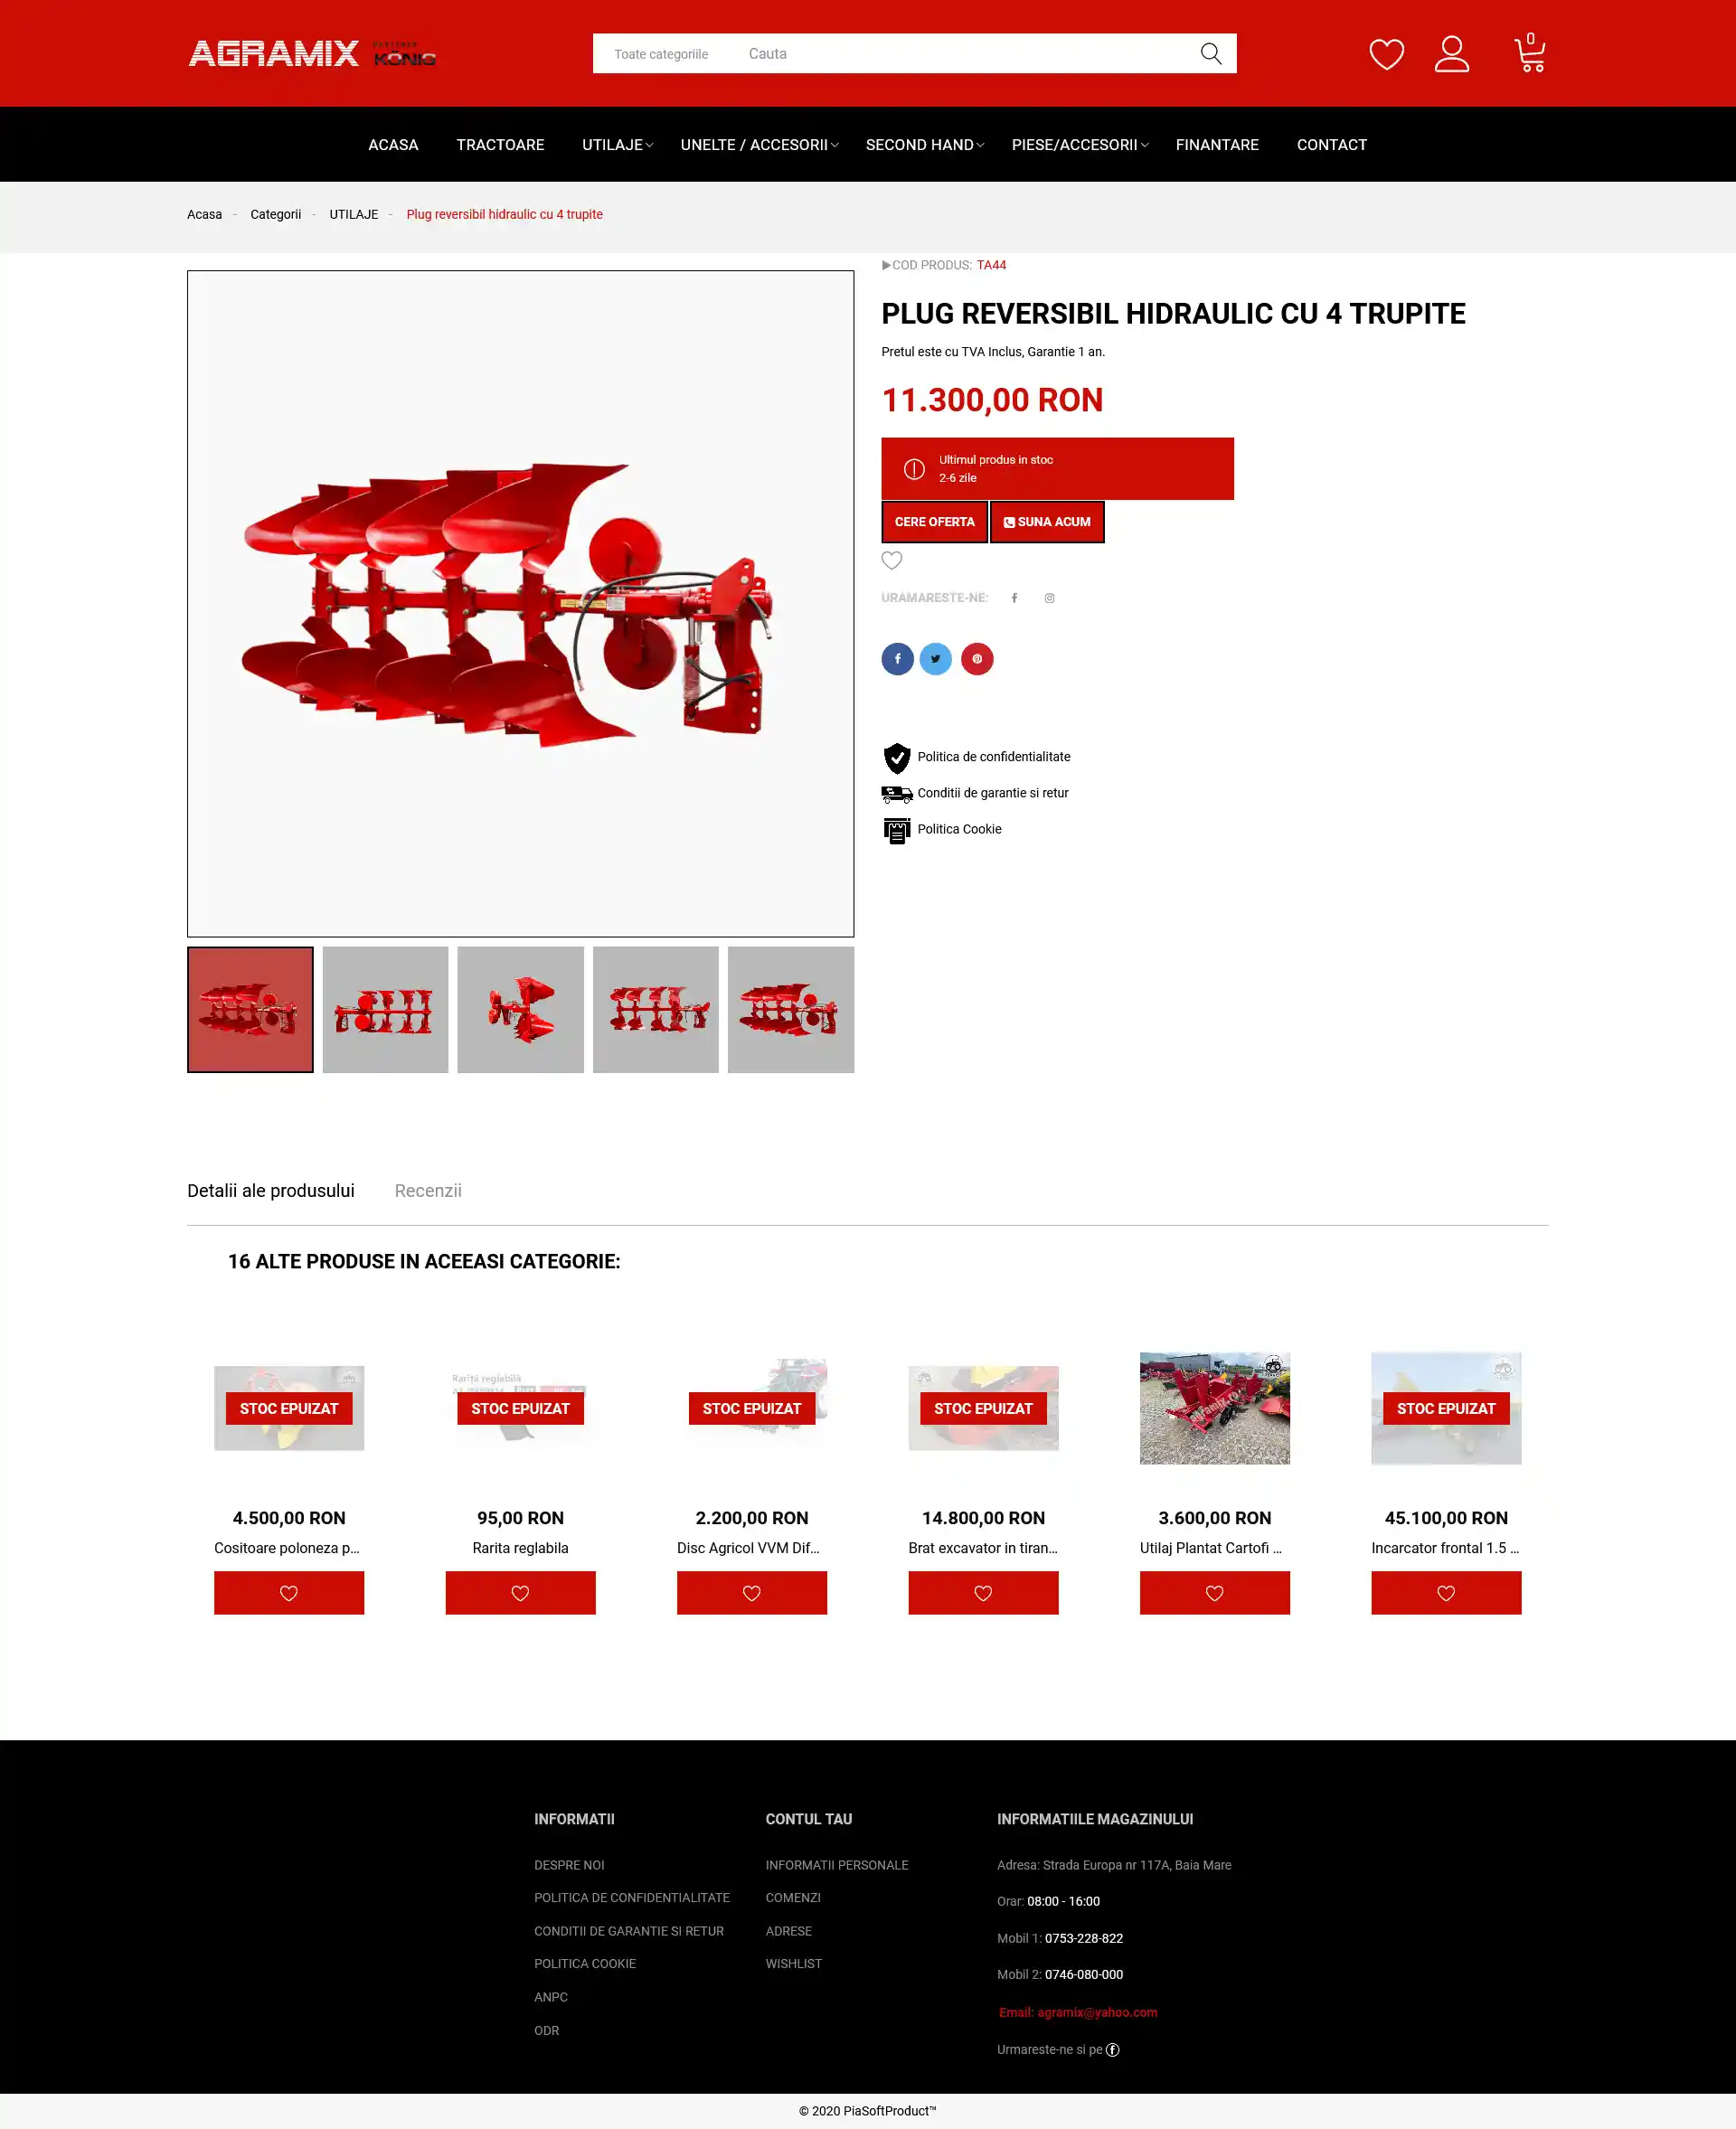 AGRAMIX PARTENER KÖNIG
Toate categoriile Cauta
0
ACASA TRACTOARE UTILAJE UNELTE / ACCESORII SECOND HAND PIESE/ACCESORII FINANTARE CONTACT
Acasa - Categorii - UTILAJE - Plug reversibil hidraulic cu 4 trupite
COD PRODUS: TA44
PLUG REVERSIBIL HIDRAULIC CU 4 TRUPITE
Pretul este cu TVA Inclus, Garantie 1 an.
11.300,00 RON
Ultimul produs in stoc
2-6 zile
CERE OFERTA SUNA ACUM
URAMARESTE-NE:
Politica de confidentialitate
Conditii de garantie si retur
Politica Cookie
Detalii ale produsului Recenzii
16 ALTE PRODUSE IN ACEEASI CATEGORIE:
Rarița reglabilă
STOC EPUIZAT STOC EPUIZAT STOC EPUIZAT STOC EPUIZAT agramix STOC EPUIZAT
4.500,00 RON 95,00 RON 2.200,00 RON 14.800,00 RON 3.600,00 RON 45.100,00 RON
Cositoare poloneza p... Rarita reglabila Disc Agricol VVM Dif... Brat excavator in tiran... Utilaj Plantat Cartofi ... Incarcator frontal 1.5 ...
INFORMATII
DESPRE NOI
POLITICA DE CONFIDENTIALITATE
CONDITII DE GARANTIE SI RETUR
POLITICA COOKIE
ANPC
ODR
CONTUL TAU
INFORMATII PERSONALE
COMENZI
ADRESE
WISHLIST
INFORMATIILE MAGAZINULUI
Adresa: Strada Europa nr 117A, Baia Mare
Orar: 08:00 - 16:00
Mobil 1: 0753-228-822
Mobil 2: 0746-080-000
Email: agramix@yahoo.com
Urmareste-ne si pe
© 2020 PiaSoftProduct™